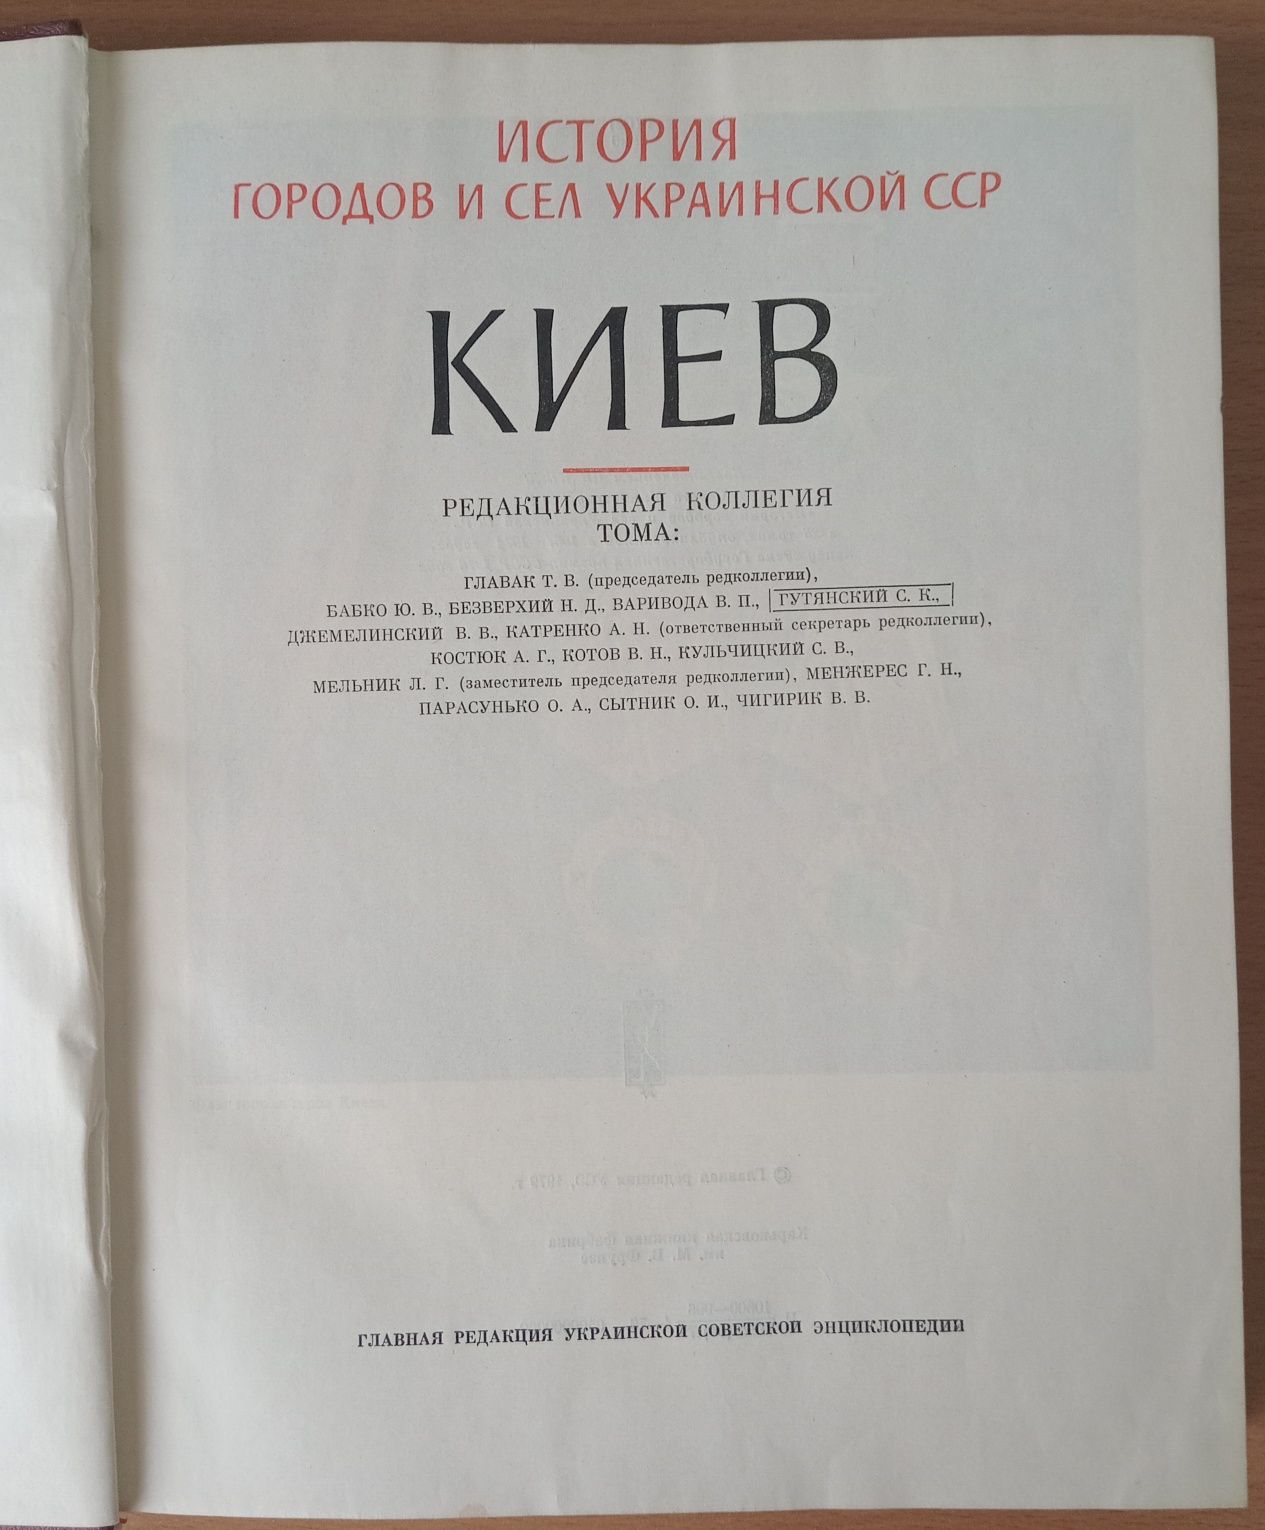 ИСТОРИЯ
ГОРОДОВ И СЕЛ УКРАИНСКОЙ ССР
КИЕВ
РЕДАКЦИОННАЯ КОЛЛЕГИЯ
ТОМА:
ГЛАВАК Т. В. (председатель редколлегии),
БАБКО Ю. В., БЕЗВЕРХИЙ Н. Д., ВАРИВОДА В. П., ГУТЯНСКИЙ С. К.,
ДЖЕМЕЛИНСКИЙ В. В., КАТРЕНКО А. Н. (ответственный секретарь редколлегии),
КОСТЮК А. Г., КОТОВ В. Н., КУЛЬЧИЦКИЙ С. В.,
МЕЛЬНИК Л. Г. (заместитель председателя редколлегии), МЕНЖЕРЕС Г. Н.,
ПАРАСУНЬКО О. А., СЫТНИК О. И., ЧИГИРИК В. В.
ГЛАВНАЯ РЕДАКЦИЯ УКРАИНСКОЙ СОВЕТСКОЙ ЭНЦИКЛОПЕДИИ